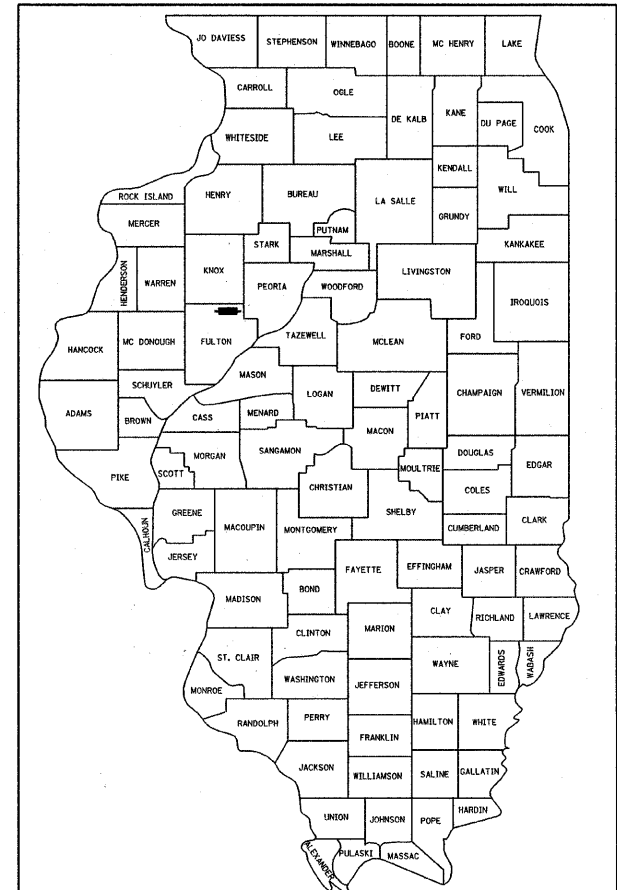 JO DAVIESS
STEPHENSON
WINNEBAGO
BOONE
MC HENRY
LAKE
CARROLL
OGLE
DE KALB
KANE
DU PAGE
COOK
WHITESIDE
LEE
KENDALL
WILL
ROCK ISLAND
HENRY
BUREAU
LA SALLE
GRUNDY
MERCER
PUTNAM
KANKAKEE
STARK
MARSHALL
HENDERSON
WARREN
KNOX
PEORIA
WOODFORD
LIVINGSTON
IROQUOIS
HANCOCK
MC DONOUGH
FULTON
TAZEWELL
MCLEAN
FORD
MASON
SCHUYLER
LOGAN
DEWITT
CHAMPAIGN
VERMILION
ADAMS
BROWN
CASS
MENARD
MACON
PIATT
PIKE
SCOTT
MORGAN
SANGAMON
MOULTRIE
DOUGLAS
EDGAR
CHRISTIAN
COLES
CALHOUN
GREENE
MACOUPIN
MONTGOMERY
SHELBY
CUMBERLAND
CLARK
JERSEY
FAYETTE
EFFINGHAM
JASPER
CRAWFORD
MADISON
BOND
CLAY
RICHLAND
LAWRENCE
CLINTON
MARION
ST. CLAIR
WAYNE
EDWARDS
WABASH
MONROE
WASHINGTON
JEFFERSON
RANDOLPH
PERRY
HAMILTON
WHITE
FRANKLIN
JACKSON
WILLIAMSON
SALINE
GALLATIN
UNION
JOHNSON
POPE
HARDIN
ALEXANDER
PULASKI
MASSAC